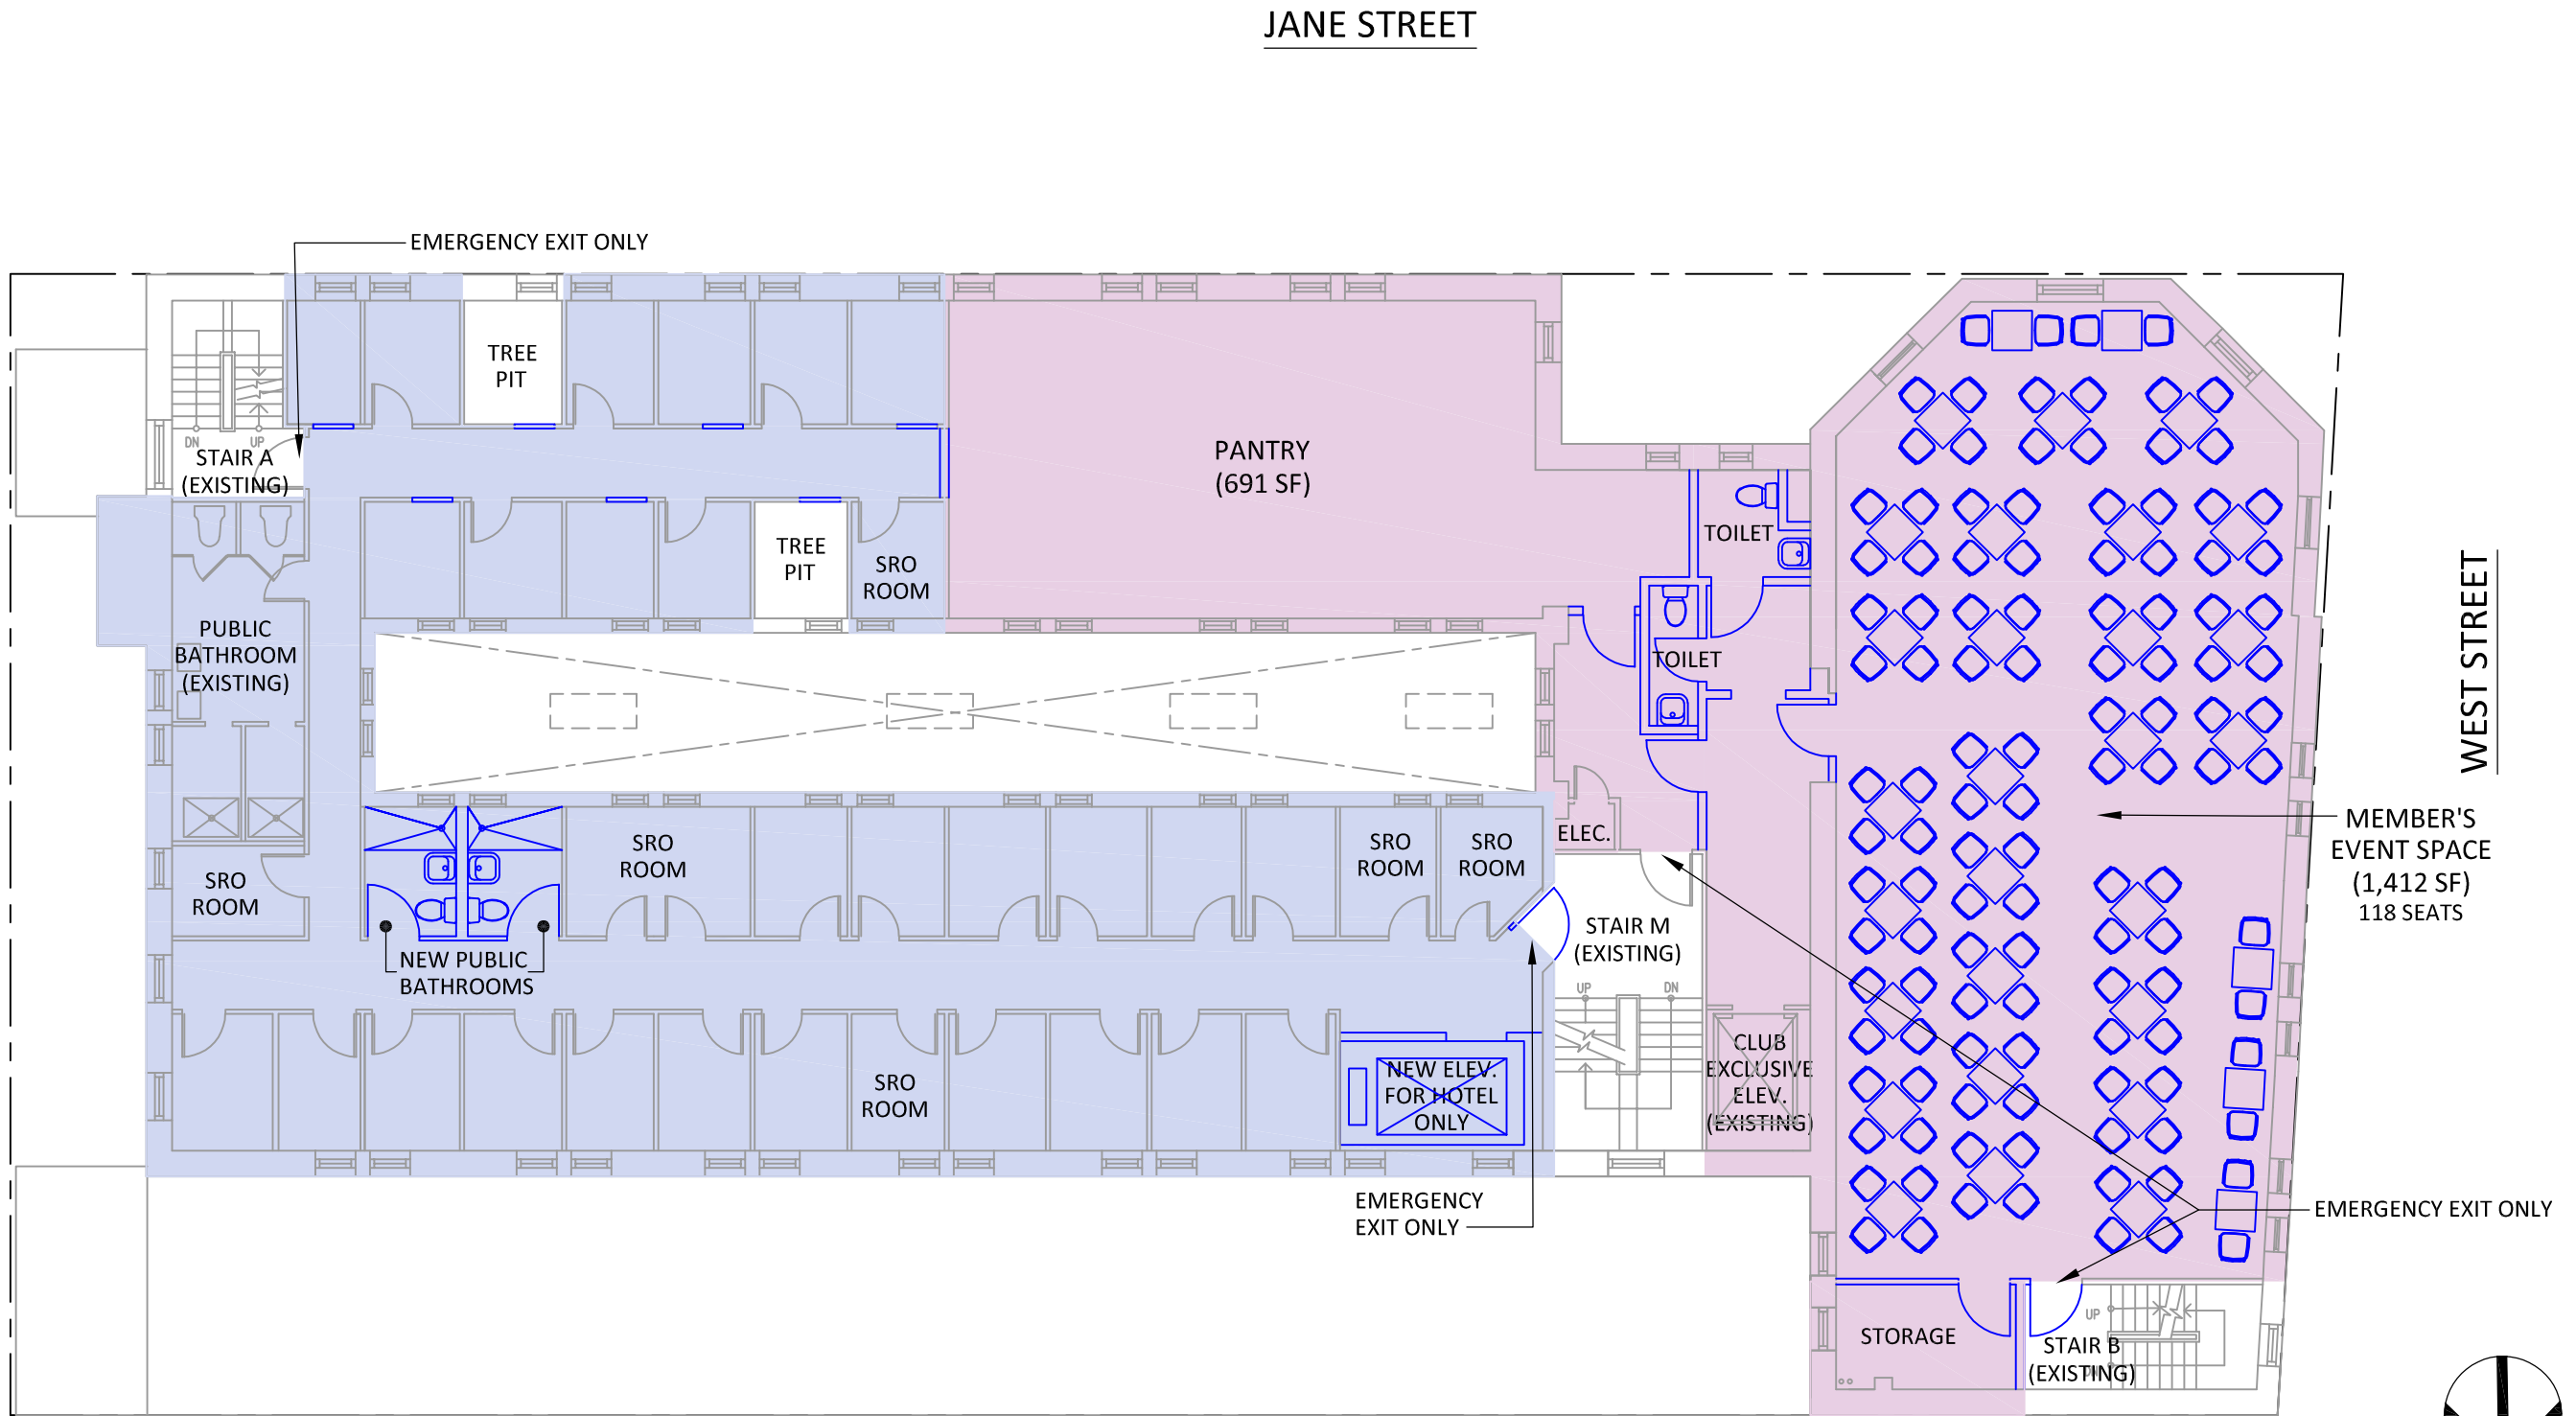 JANE STREET
EMERGENCY EXIT ONLY
TREE
PIT
DN
UP
STAIR A
(EXISTING)
PANTRY
(691 SF)
TOILET
TREE
PIT
SRO
ROOM
PUBLIC
BATHROOM
(EXISTING)
TOILET
WEST STREET
SRO
ROOM
SRO
ROOM
SRO
ROOM
ELEC.
MEMBER'S
EVENT SPACE
(1,412 SF)
118 SEATS
SRO
ROOM
STAIR M
(EXISTING)
NEW PUBLIC
BATHROOMS
UP
DN
SRO
ROOM
NEW ELEV.
FOR HOTEL
ONLY
CLUB
EXCLUSIVE
ELEV.
(EXISTING)
EMERGENCY
EXIT ONLY
EMERGENCY EXIT ONLY
STORAGE
UP
STAIR B
(EXISTING)
DN